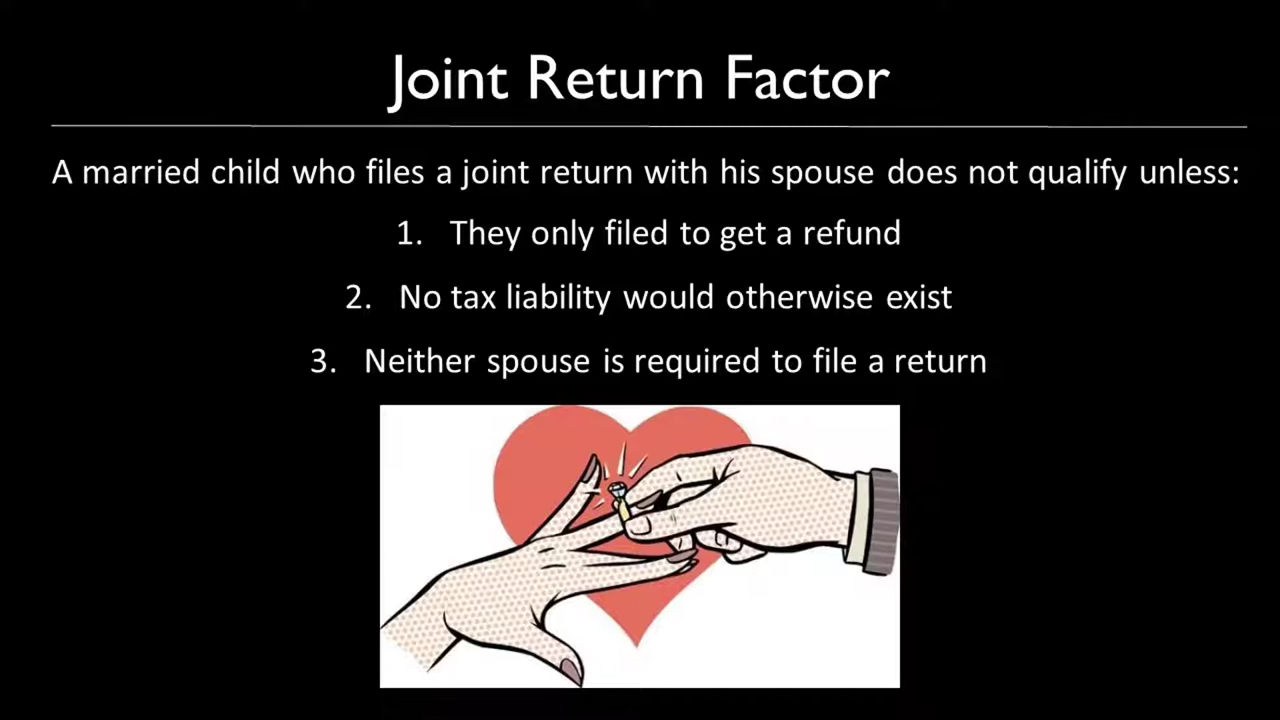 Joint Return Factor
A married child who files a joint return with his spouse does not qualify unless:
1. They only filed to get a refund
2. No tax liability would otherwise exist
3. Neither spouse is required to file a return